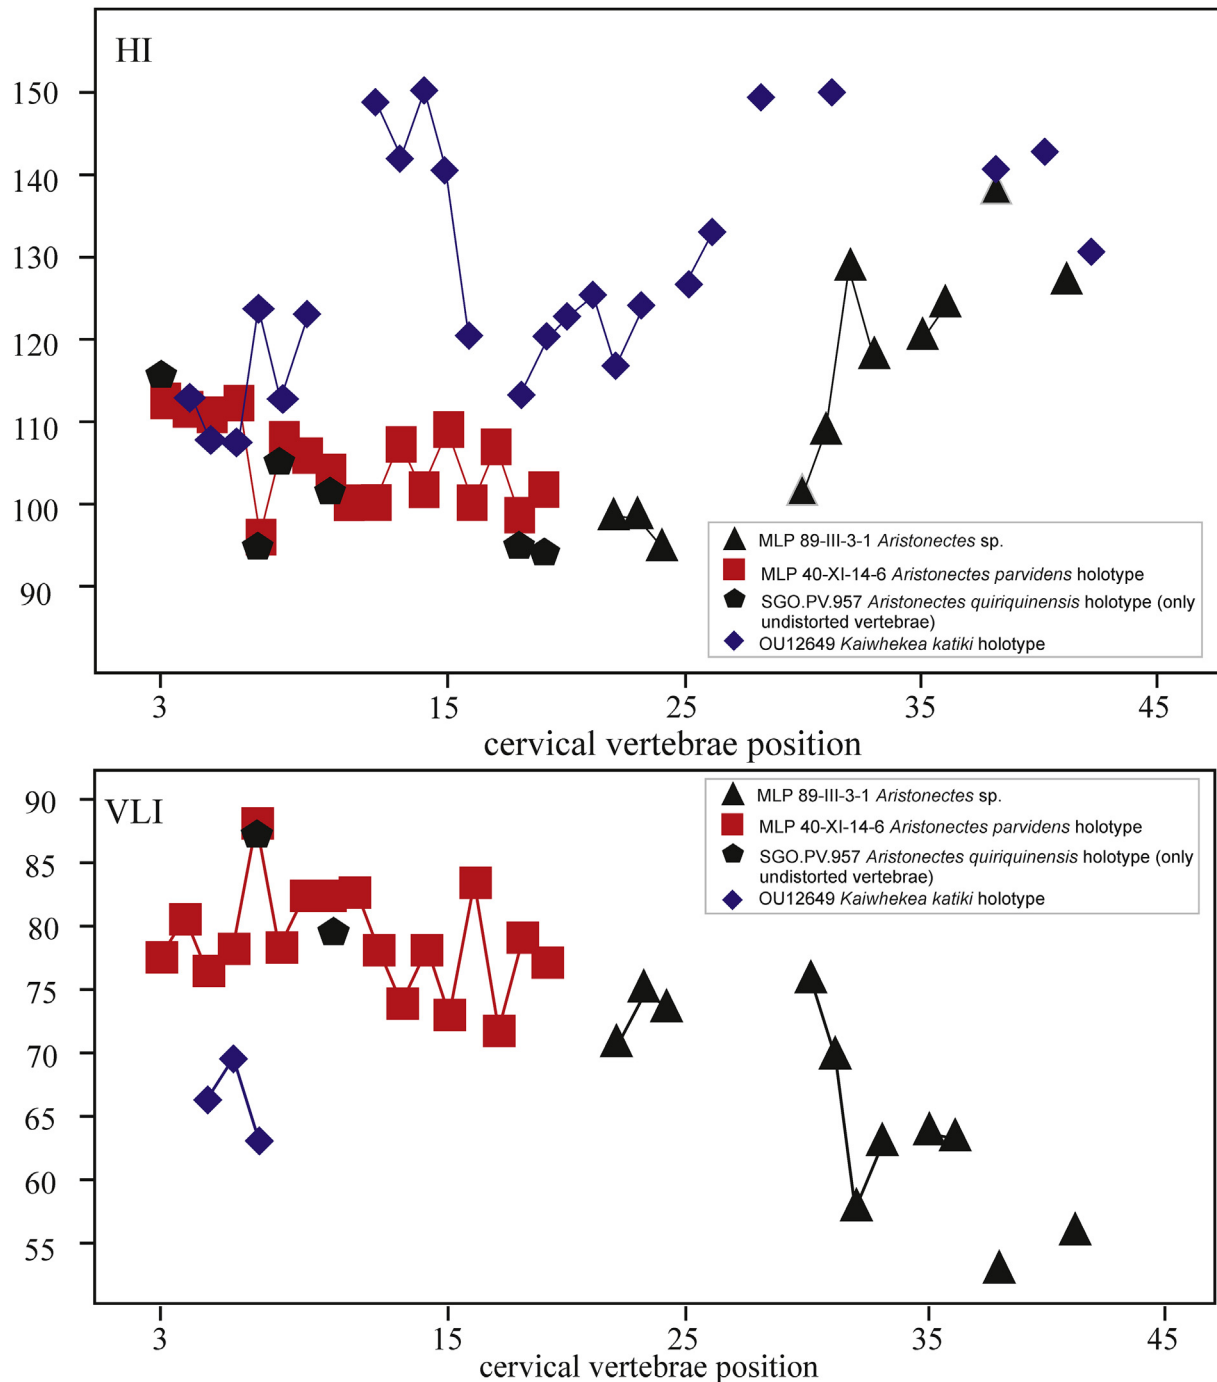 HI
150
140
130
120
110
100
90
MLP 89-III-3-1 Aristonectes sp.
MLP 40-XI-14-6 Aristonectes parvidens holotype
SGO.PV.957 Aristonectes quiriquinensis holotype (only
undistorted vertebrae)
OU12649 Kaiwhekea katiki holotype
3 15 25 35 45
cervical vertebrae position
VLI
90
85
80
75
70
65
60
55
MLP 89-III-3-1 Aristonectes sp.
MLP 40-XI-14-6 Aristonectes parvidens holotype
SGO.PV.957 Aristonectes quiriquinensis holotype (only
undistorted vertebrae)
OU12649 Kaiwhekea katiki holotype
3 15 25 35 45
cervical vertebrae position